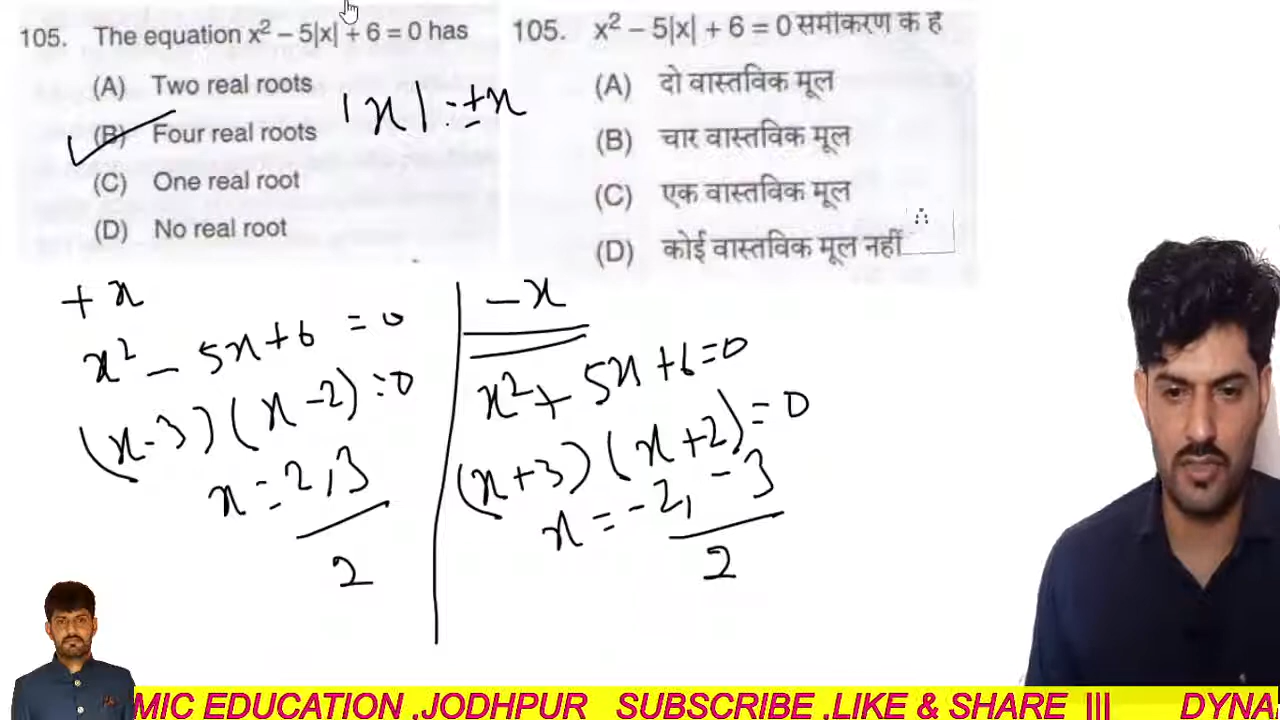 105. The equation x² – 5|x| + 6 = 0 has
(A) Two real roots
(B) Four real roots
(C) One real root
(D) No real root
|x| = ±x
105. x² – 5|x| + 6 = 0 समीकरण के हैं
(A) दो वास्तविक मूल
(B) चार वास्तविक मूल
(C) एक वास्तविक मूल
(D) कोई वास्तविक मूल नहीं
+x
x² – 5x + 6 = 0
(x-3)(x-2) = 0
x = 2, 3
2
–x
x² + 5x + 6 = 0
(x+3)(x+2) = 0
x = -2, -3
2
MIC EDUCATION ,JODHPUR SUBSCRIBE ,LIKE & SHARE ||| DYNA